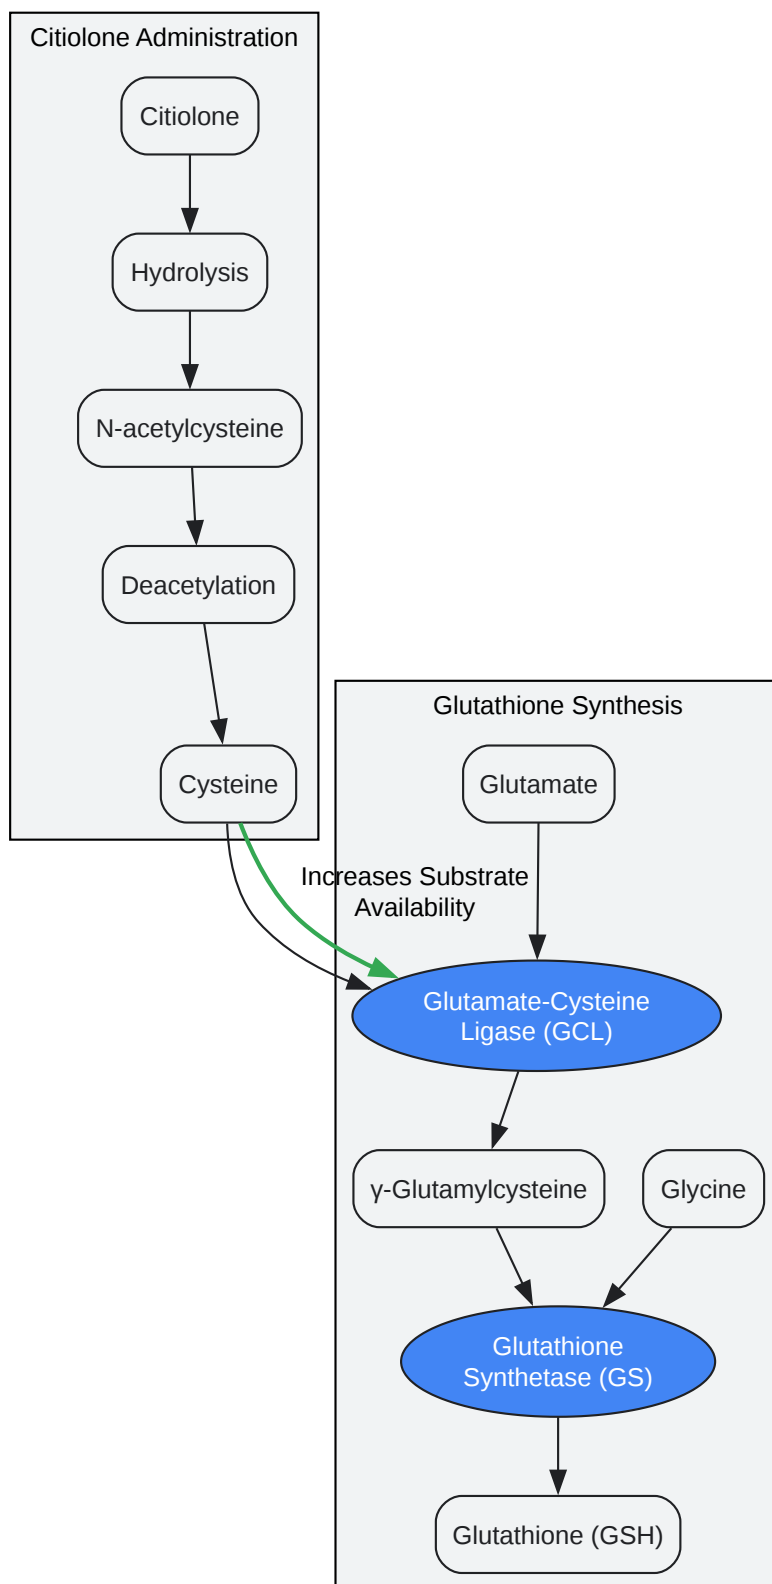 Citiolone Administration
Citiolone
Hydrolysis
N-acetylcysteine
Deacetylation
Cysteine
Glutathione Synthesis
Glutamate
Increases Substrate
Availability
Glutamate-Cysteine
Ligase (GCL)
γ-Glutamylcysteine
Glycine
Glutathione
Synthetase (GS)
Glutathione (GSH)